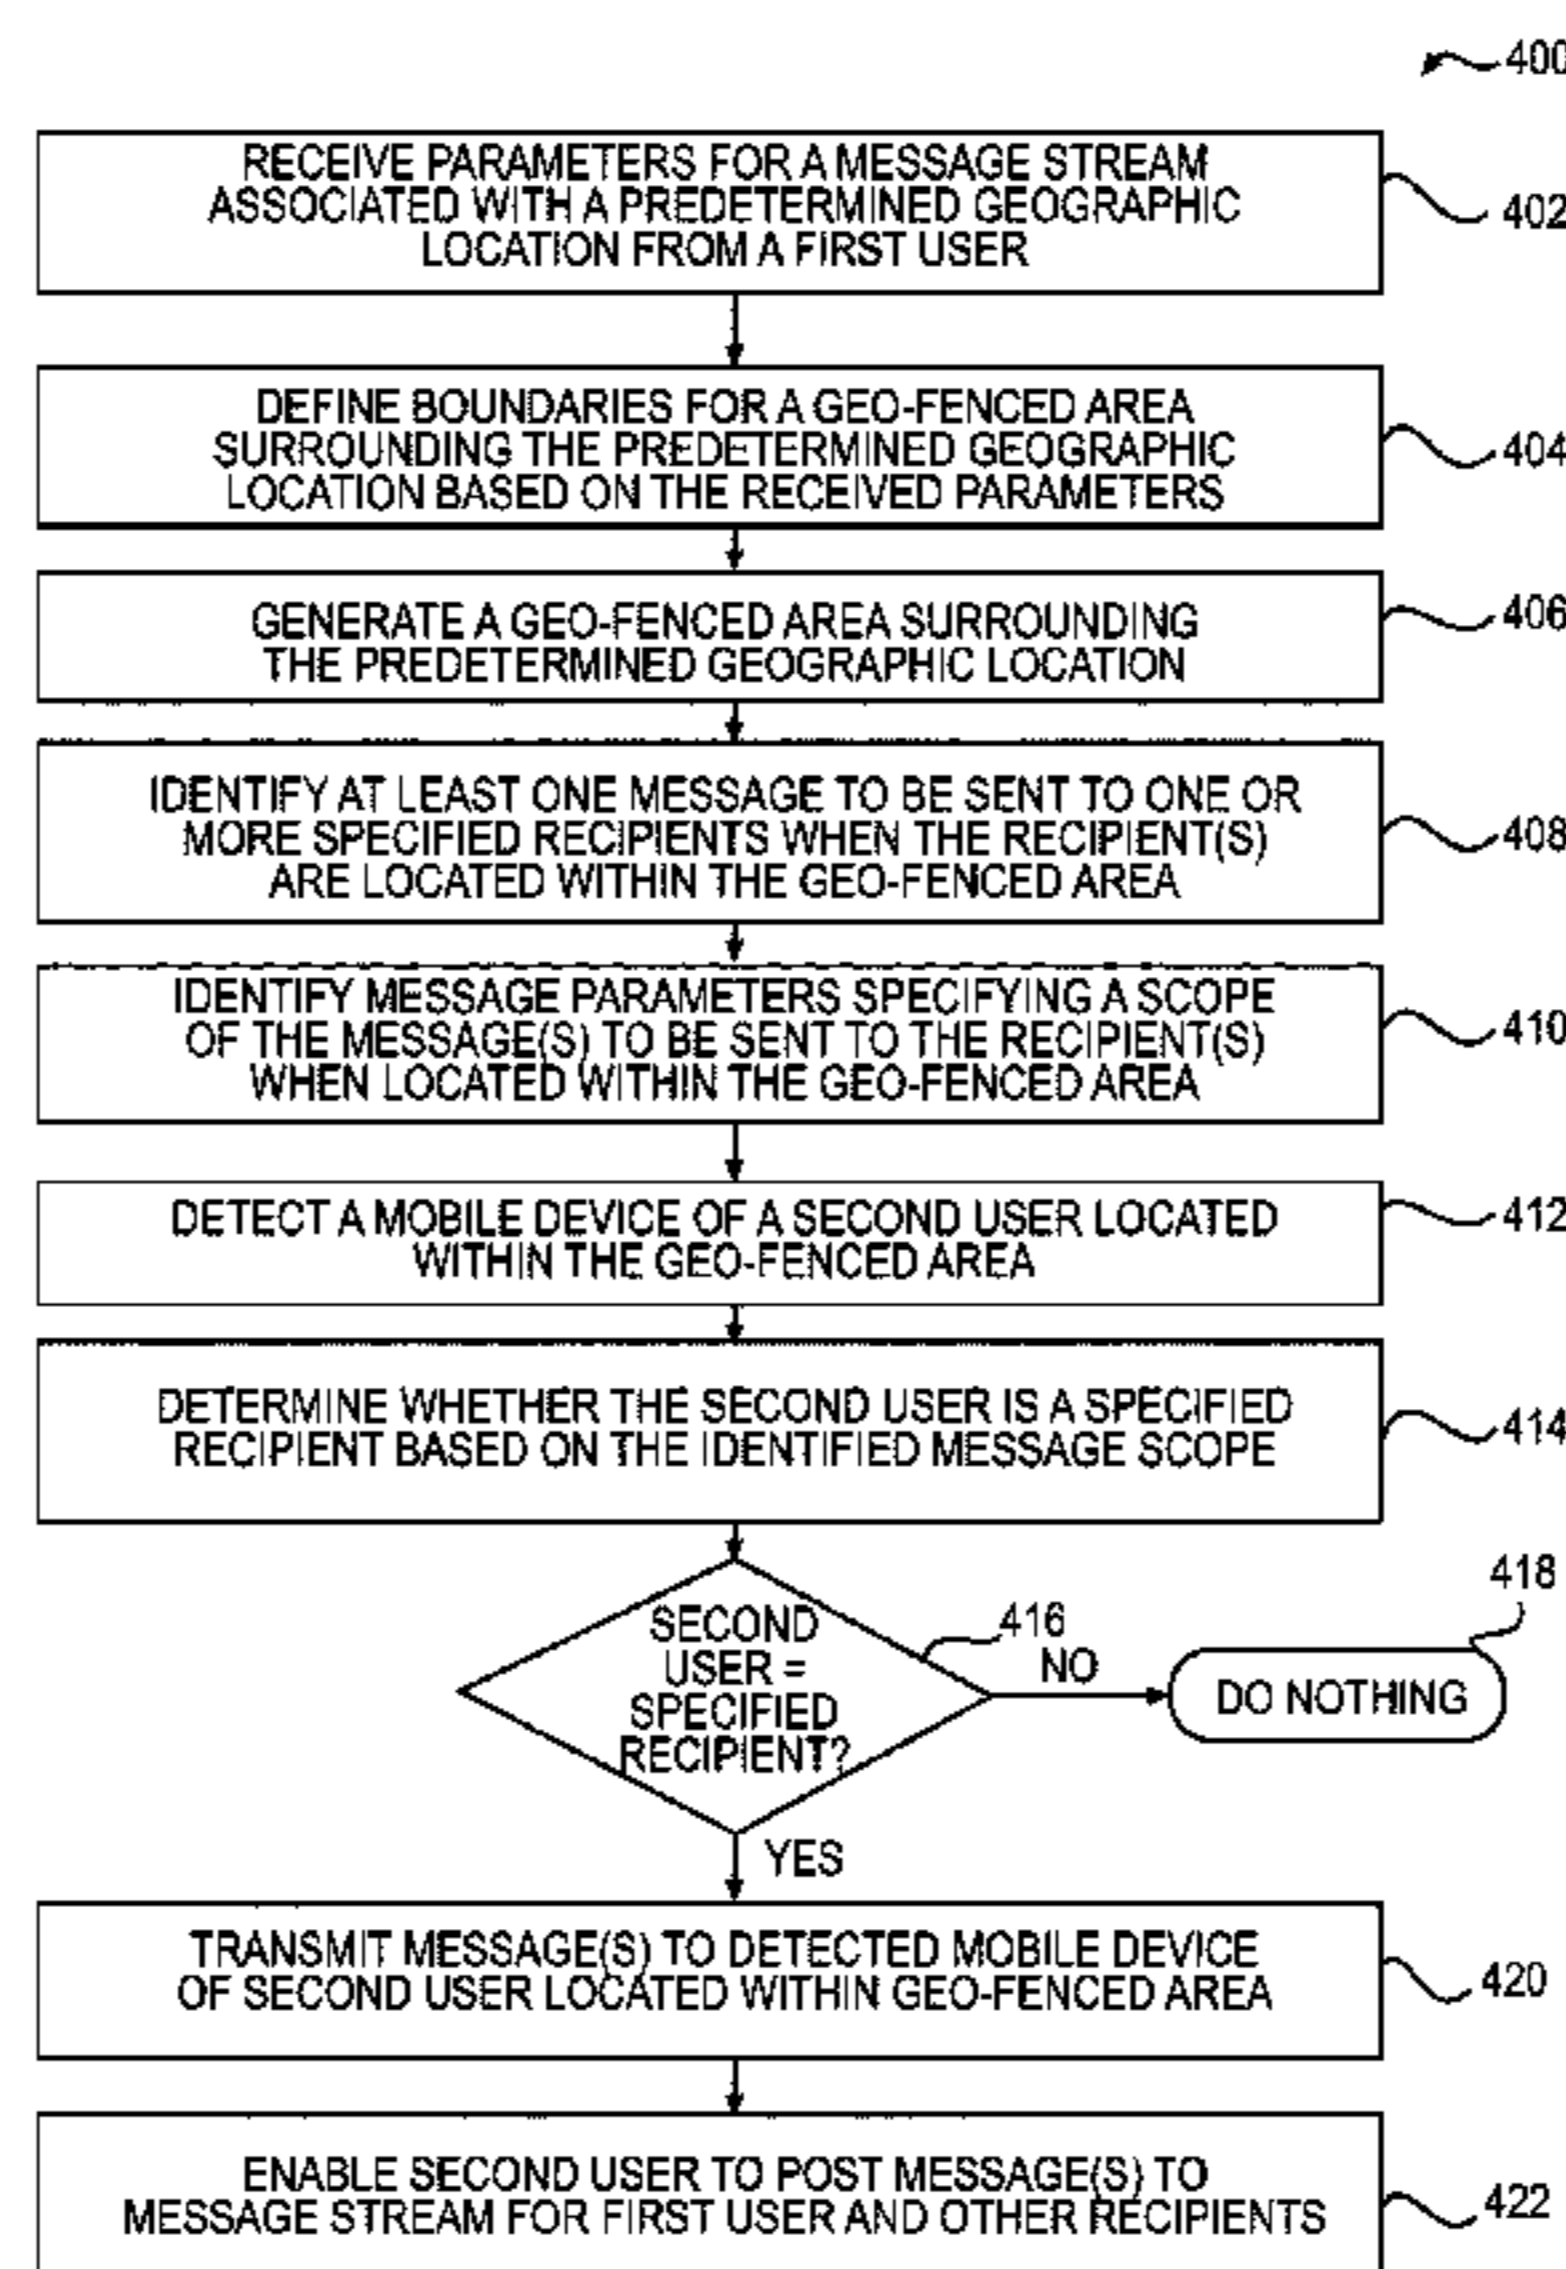 400
RECEIVE PARAMETERS FOR A MESSAGE STREAM
ASSOCIATED WITH A PREDETERMINED GEOGRAPHIC
LOCATION FROM A FIRST USER
402
DEFINE BOUNDARIES FOR A GEO-FENCED AREA
SURROUNDING THE PREDETERMINED GEOGRAPHIC
LOCATION BASED ON THE RECEIVED PARAMETERS
404
GENERATE A GEO-FENCED AREA SURROUNDING
THE PREDETERMINED GEOGRAPHIC LOCATION
406
IDENTIFY AT LEAST ONE MESSAGE TO BE SENT TO ONE OR
MORE SPECIFIED RECIPIENTS WHEN THE RECIPIENT(S)
ARE LOCATED WITHIN THE GEO-FENCED AREA
408
IDENTIFY MESSAGE PARAMETERS SPECIFYING A SCOPE
OF THE MESSAGE(S) TO BE SENT TO THE RECIPIENT(S)
WHEN LOCATED WITHIN THE GEO-FENCED AREA
410
DETECT A MOBILE DEVICE OF A SECOND USER LOCATED
WITHIN THE GEO-FENCED AREA
412
DETERMINE WHETHER THE SECOND USER IS A SPECIFIED
RECIPIENT BASED ON THE IDENTIFIED MESSAGE SCOPE
414
SECOND
USER =
SPECIFIED
RECIPIENT?
416
NO
418
DO NOTHING
YES
TRANSMIT MESSAGE(S) TO DETECTED MOBILE DEVICE
OF SECOND USER LOCATED WITHIN GEO-FENCED AREA
420
ENABLE SECOND USER TO POST MESSAGE(S) TO
MESSAGE STREAM FOR FIRST USER AND OTHER RECIPIENTS
422